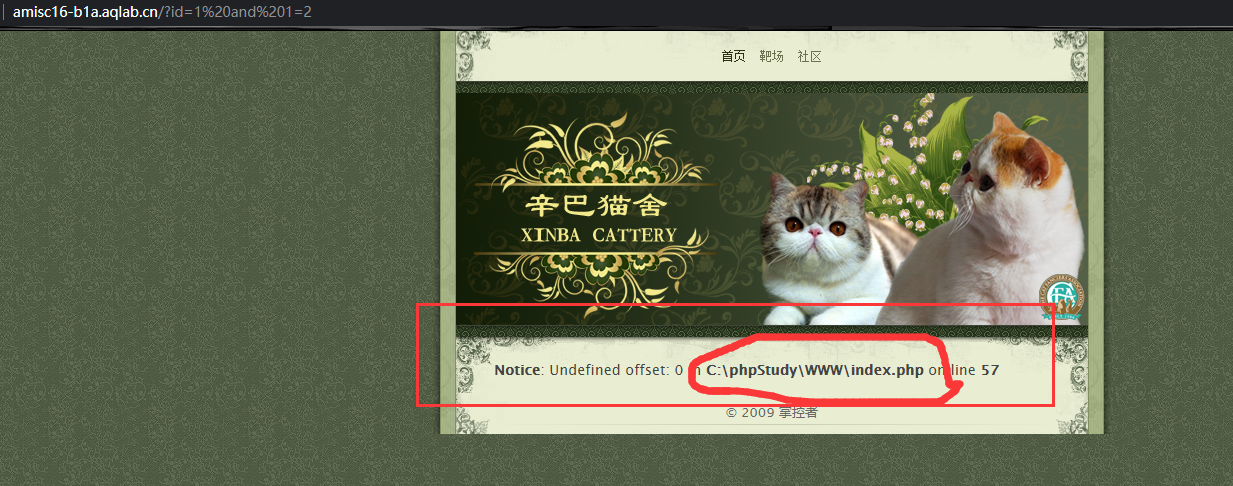 amisc16-b1a.aqlab.cn/?id=1%20and%201=2
首页 靶场 社区
辛巴猫舍
XINBA CATTERY
Notice: Undefined offset: 0 in C:\phpStudy\WWW\index.php on line 57
© 2009 掌控者